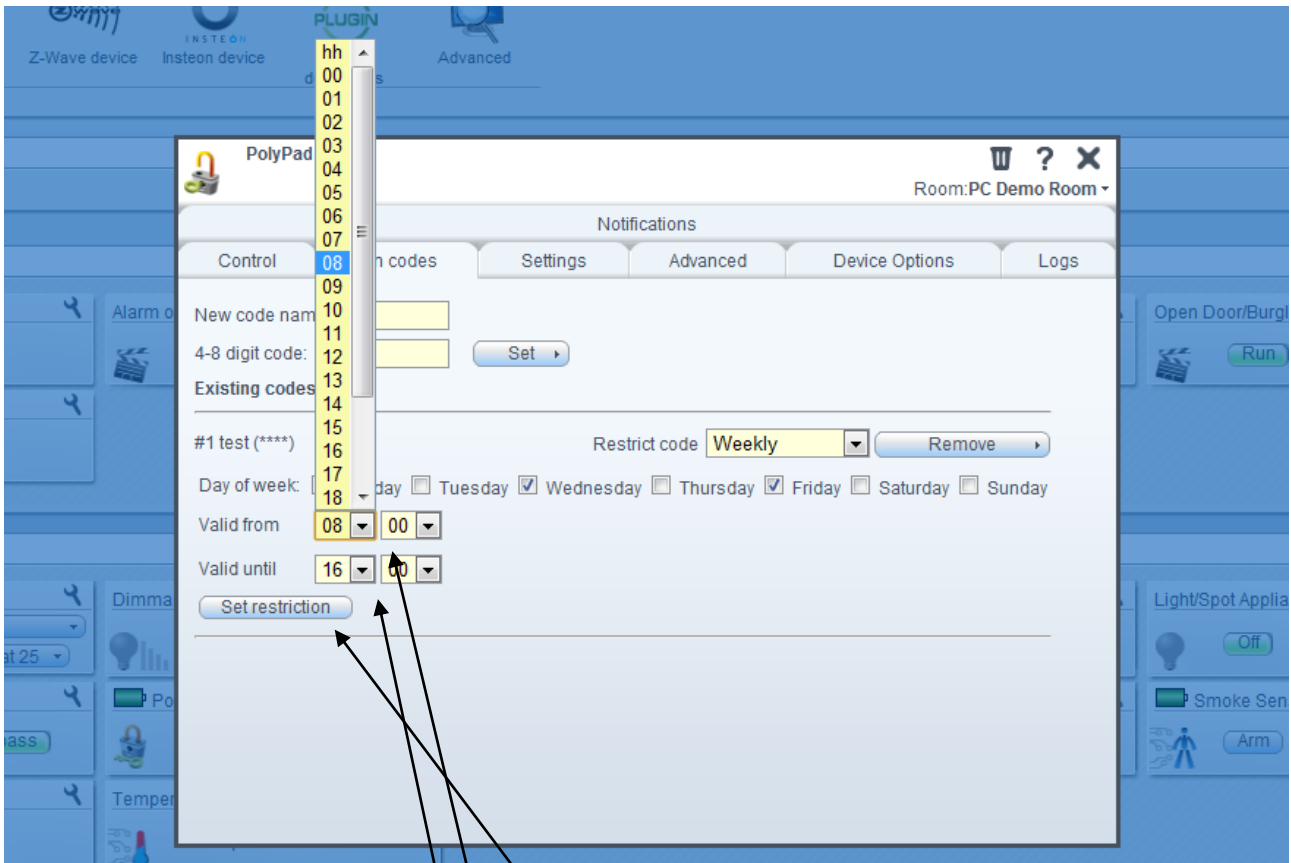 INSTEON
PLUGIN
Z-Wave device Insteon device Advanced
hh
00
01
02
03
04
05
06
07
08
09
10
11
12
13
14
15
16
17
18
PolyPad
?
Room:PC Demo Room
Notifications
Control codes Settings Advanced Device Options Logs
New code nam
4-8 digit code: Set
Existing codes
#1 test (****) Restrict code Weekly Remove
Day of week: day Tuesday Wednesday Thursday Friday Saturday Sunday
Valid from 08 00
Valid until 16 00
Set restriction
Alarm o
Open Door/Burgl
Run
Dimma
Light/Spot Applia
at 25
Off
Po
Smoke Sen
pass
Arm
Temper